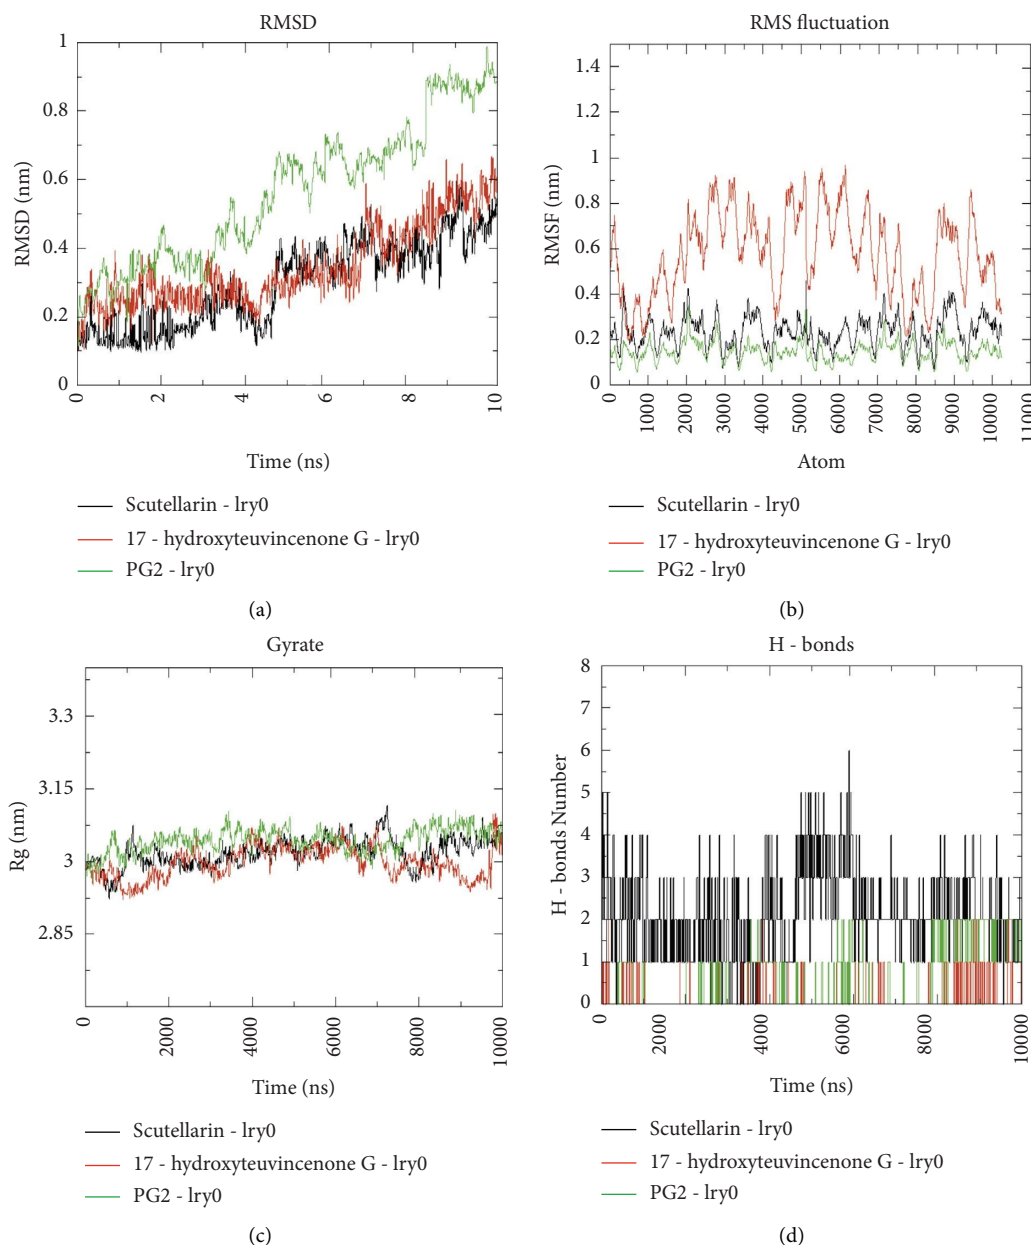 RMSD
1
0.8
0.6
0.4
0.2
0
RMSD (nm)
0
2
4
6
8
10
Time (ns)
Scutellarin - lry0
17 - hydroxyteuvincenone G - lry0
PG2 - lry0
(a)
RMS fluctuation
1.4
1.2
1
0.8
0.6
0.4
0.2
0
RMSF (nm)
0
1000
2000
3000
4000
5000
6000
7000
8000
9000
10000
11000
Atom
Scutellarin - lry0
17 - hydroxyteuvincenone G - lry0
PG2 - lry0
(b)
Gyrate
3.3
3.15
3
2.85
Rg (nm)
0
2000
4000
6000
8000
10000
Time (ns)
Scutellarin - lry0
17 - hydroxyteuvincenone G - lry0
PG2 - lry0
(c)
H - bonds
8
7
6
5
4
3
2
1
0
H - bonds Number
0
2000
4000
6000
8000
10000
Time (ns)
Scutellarin - lry0
17 - hydroxyteuvincenone G - lry0
PG2 - lry0
(d)